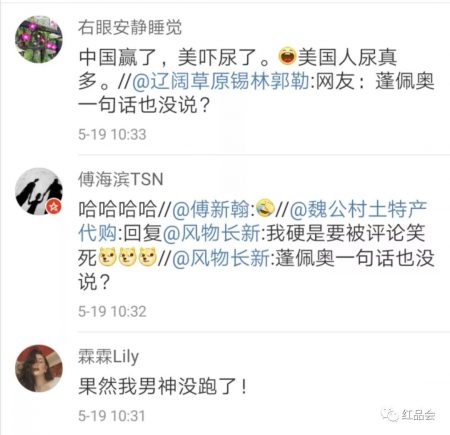 右眼安静睡觉
中国赢了，美吓尿了。😄美国人尿真
多。//@辽阔草原锡林郭勒:网友：蓬佩奥
一句话也没说？
5-19 10:33
傅海滨TSN
哈哈哈哈//@傅新翰:🤣//@魏公村土特产
代购:回复@风物长新:我硬是要被评论笑
死//@风物长新:蓬佩奥一句话也没
说？
5-19 10:32
霖霖Lily
果然我男神没跑了！
5-19 10:31
红品会